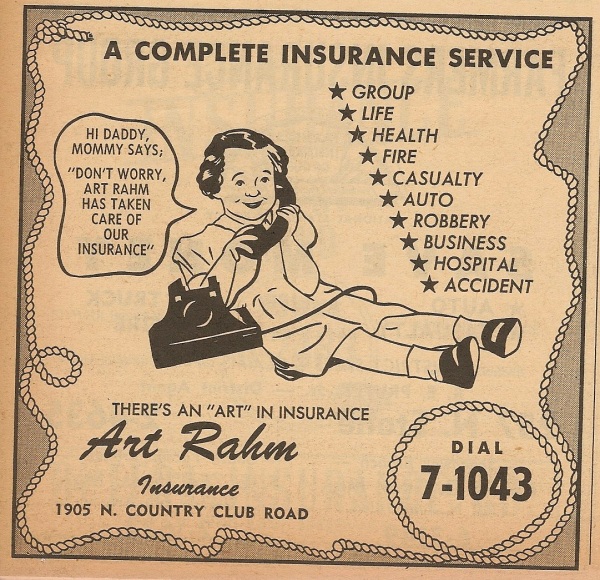 A COMPLETE INSURANCE SERVICE
★ GROUP
★ LIFE
★ HEALTH
★ FIRE
★ CASUALTY
★ AUTO
★ ROBBERY
★ BUSINESS
★ HOSPITAL
★ ACCIDENT
HI DADDY,
MOMMY SAYS;
"DON'T WORRY,
ART RAHM
HAS TAKEN
CARE OF
OUR
INSURANCE"
THERE'S AN "ART" IN INSURANCE
Art Rahm
Insurance
1905 N. COUNTRY CLUB ROAD
DIAL
7-1043